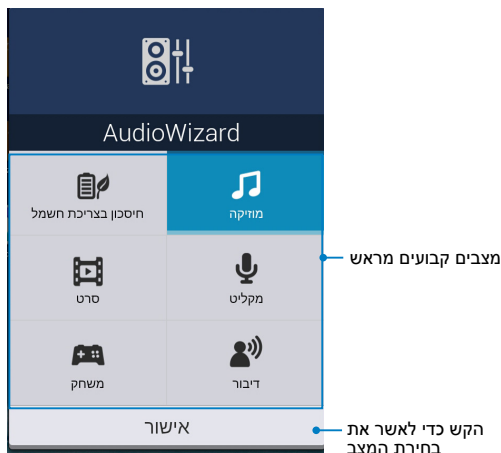 AudioWizard
מוזיקה
חיסכון בצריכת חשמל
מקליט
סרט
דיבור
משחק
אישור
מצבים קבועים מראש
הקש כדי לאשר את
בחירת המצב